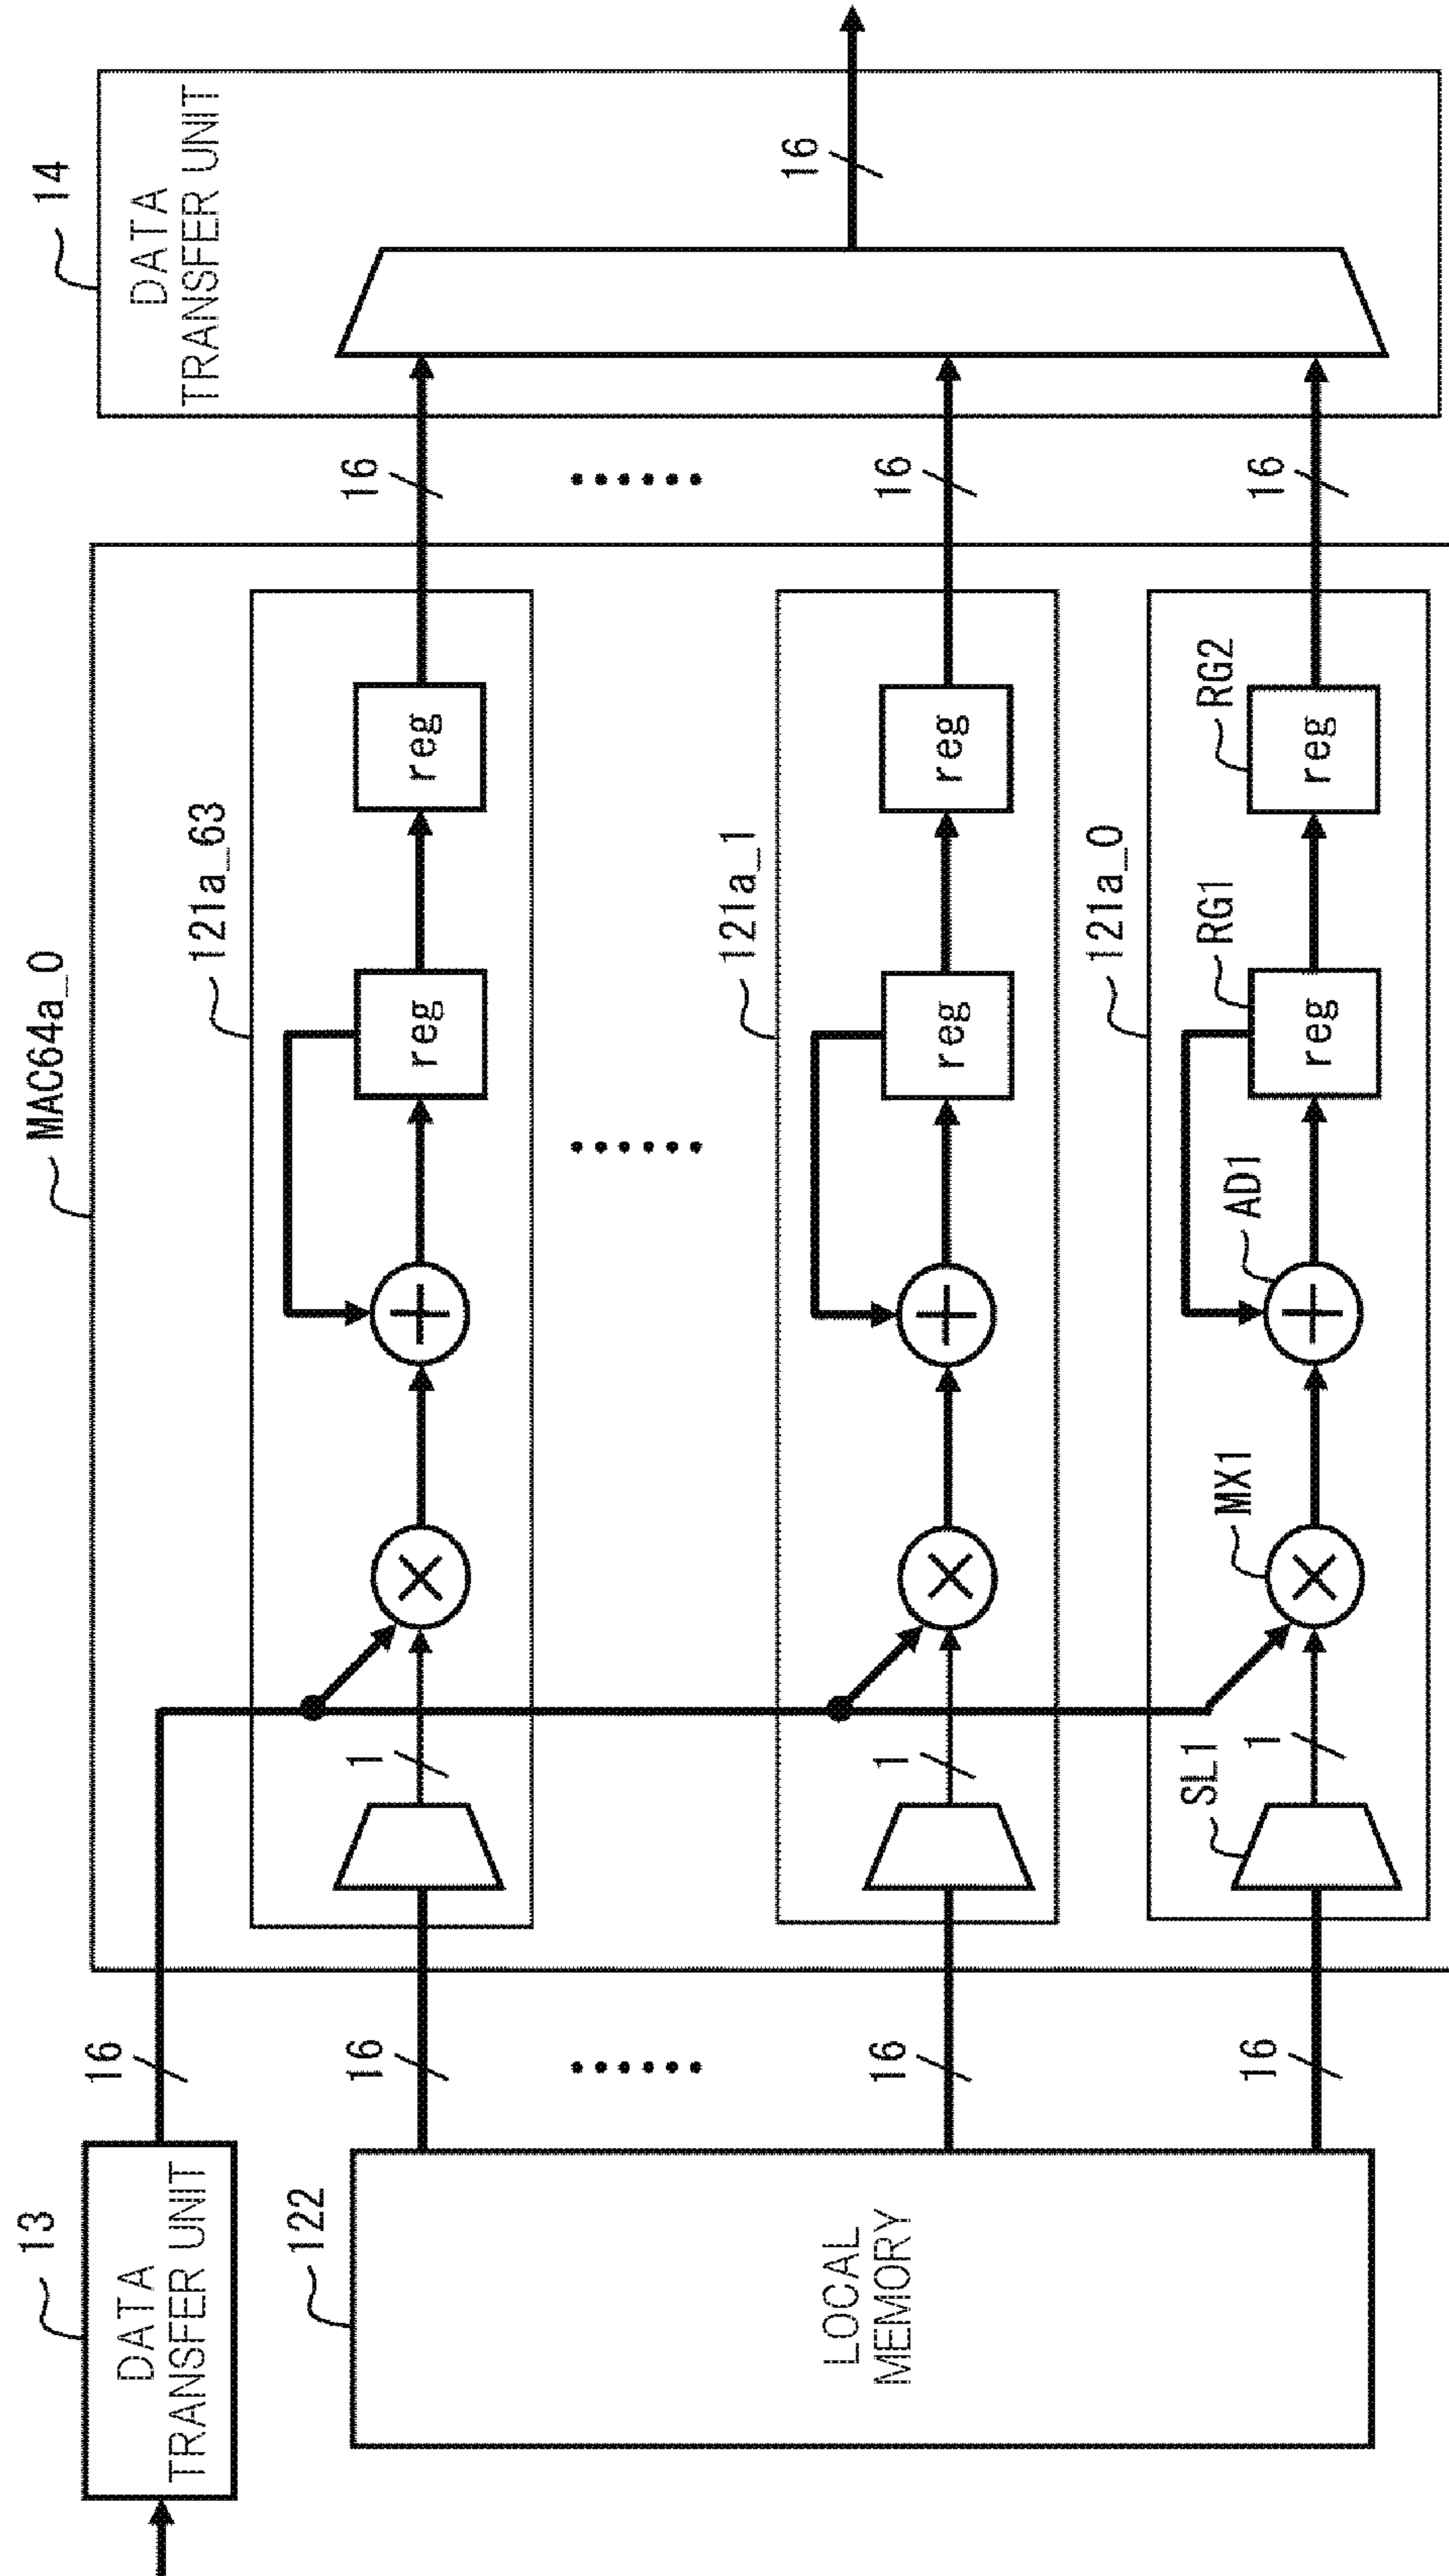 13
DATA
TRANSFER UNIT
122
LOCAL
MEMORY
16
16
......
16
16
MAC64a_0
121a_63
1
×
+
reg
reg
......
121a_1
1
×
+
reg
reg
121a_0
SL1
1
MX1
×
AD1
+
RG1
reg
RG2
reg
16
......
16
16
14
DATA
TRANSFER UNIT
16